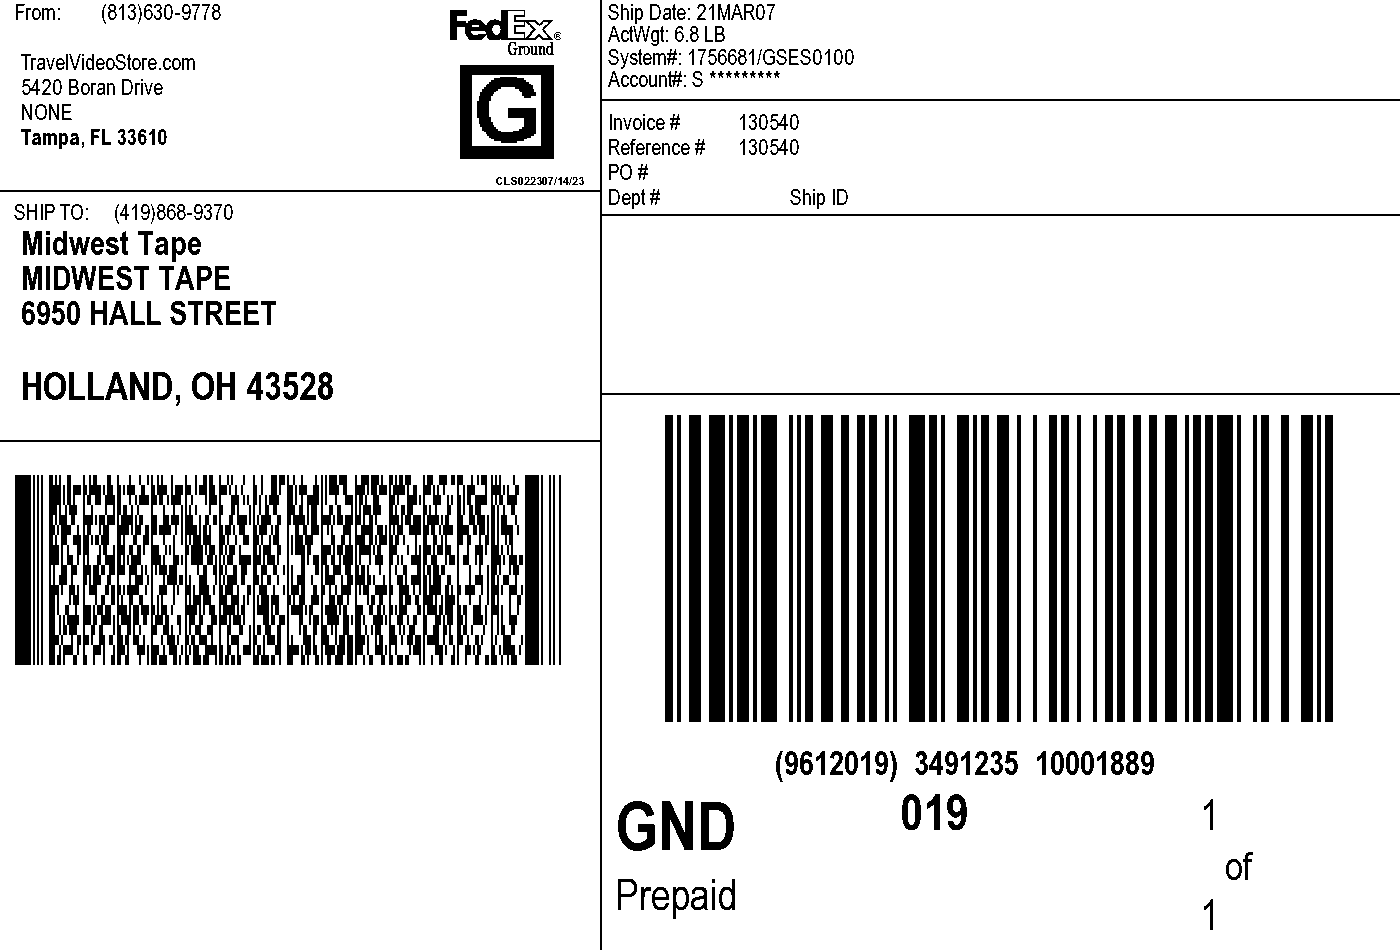 From: (813)630-9778
TravelVideoStore.com
5420 Boran Drive
NONE
Tampa, FL 33610
FedEx®
Ground
G
CLS022307/14/23
Ship Date: 21MAR07
ActWgt: 6.8 LB
System#: 1756681/GSES0100
Account#: S *********
Invoice # 130540
Reference # 130540
PO #
Dept # Ship ID
SHIP TO: (419)868-9370
Midwest Tape
MIDWEST TAPE
6950 HALL STREET
HOLLAND, OH 43528
(9612019) 3491235 10001889
GND 019 1
of
Prepaid 1